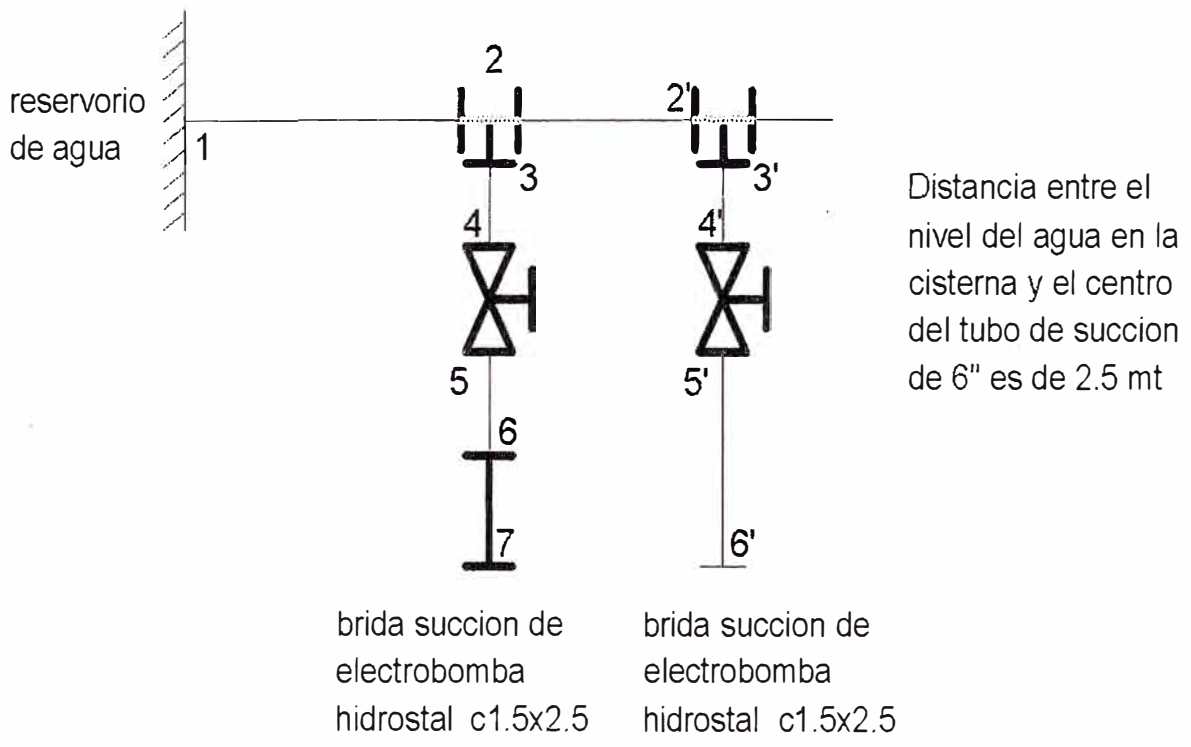 reservorio
de agua
1
2
2'
3
3'
4
4'
5
5'
6
7
6'
Distancia entre el
nivel del agua en la
cisterna y el centro
del tubo de succion
de 6" es de 2.5 mt
brida succion de
electrobomba
hidrostal c1.5x2.5
brida succion de
electrobomba
hidrostal c1.5x2.5